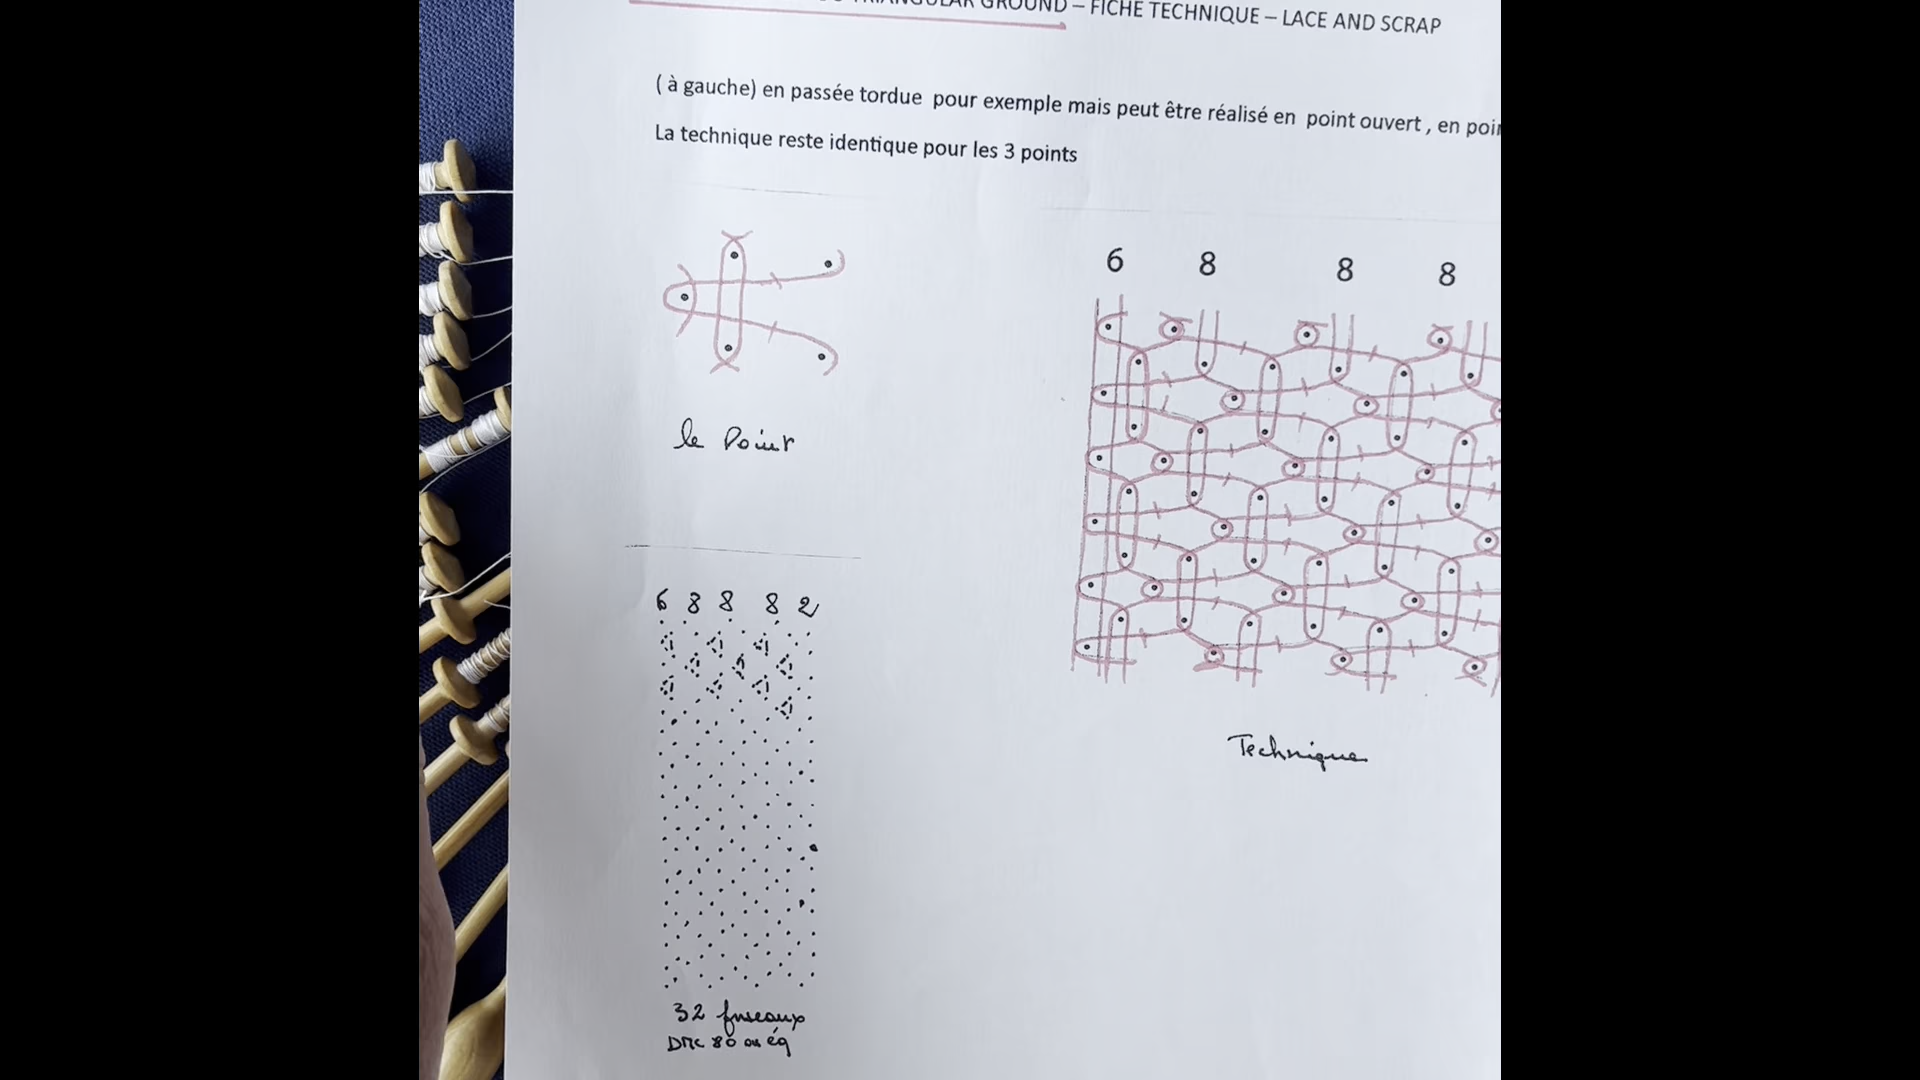 TRIANGULAR GROUND – FICHE TECHNIQUE – LACE AND SCRAP
( à gauche) en passée tordue pour exemple mais peut être réalisé en point ouvert , en
La technique reste identique pour les 3 points
le Point
6 8 8 8
Technique
6 8 8 8 2
32 fuseaux
DMC 80 ou éq